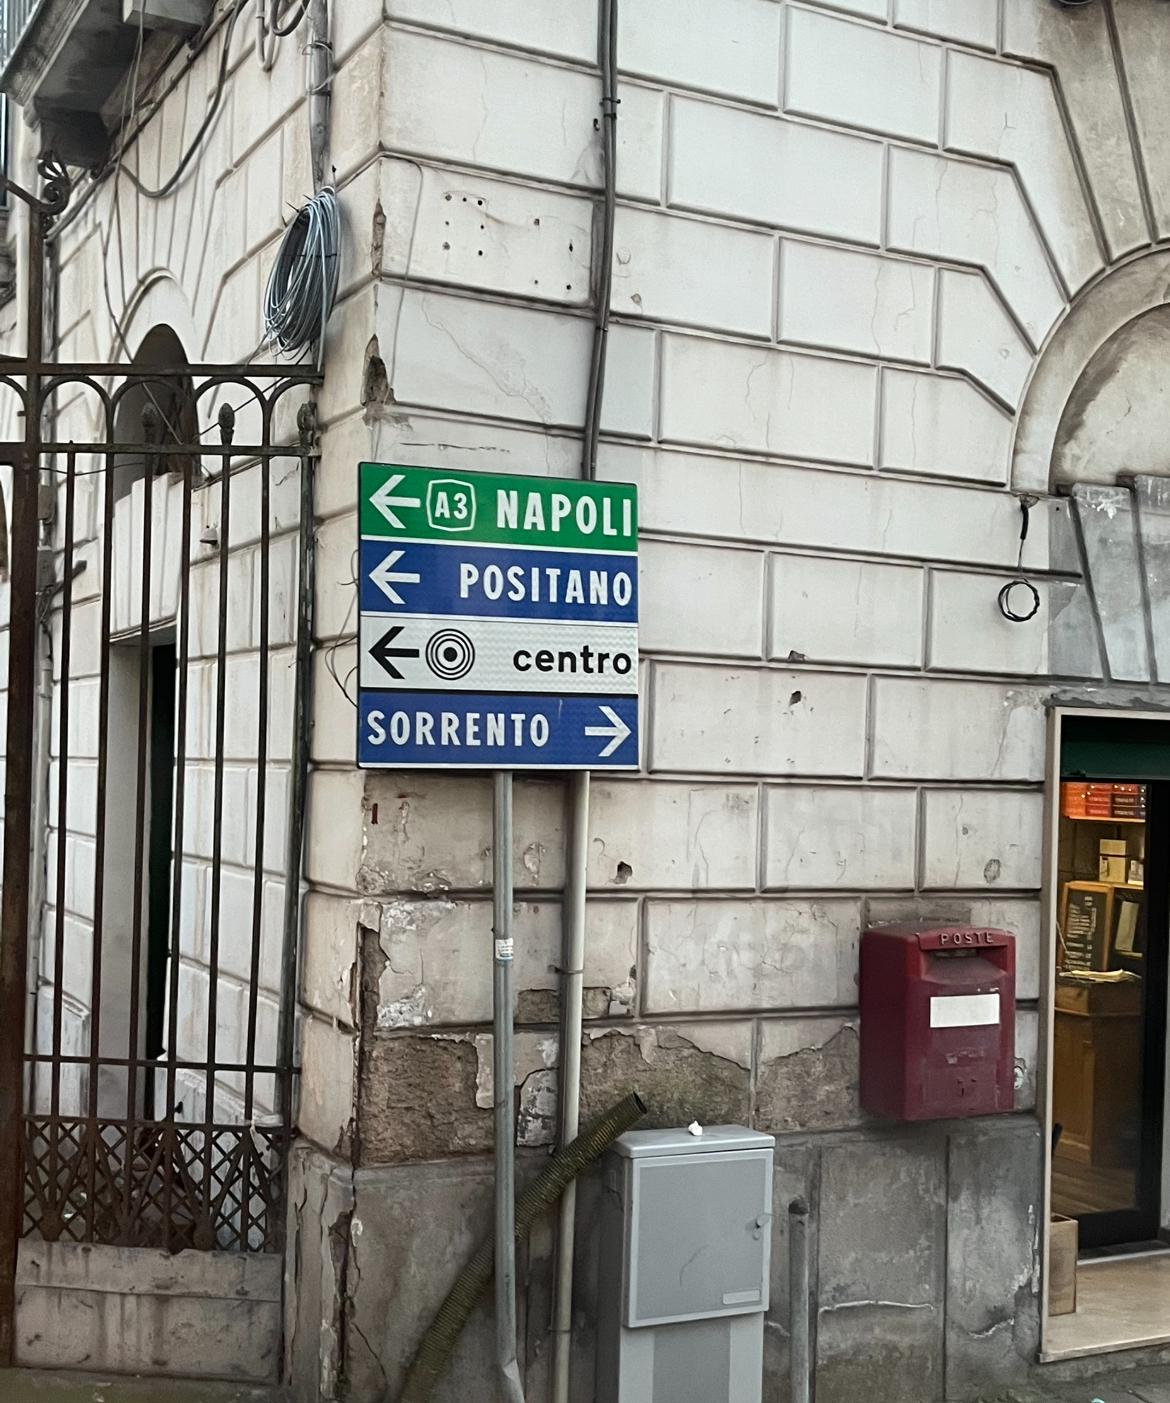 A3 NAPOLI
POSITANO
centro
SORRENTO
POSTE